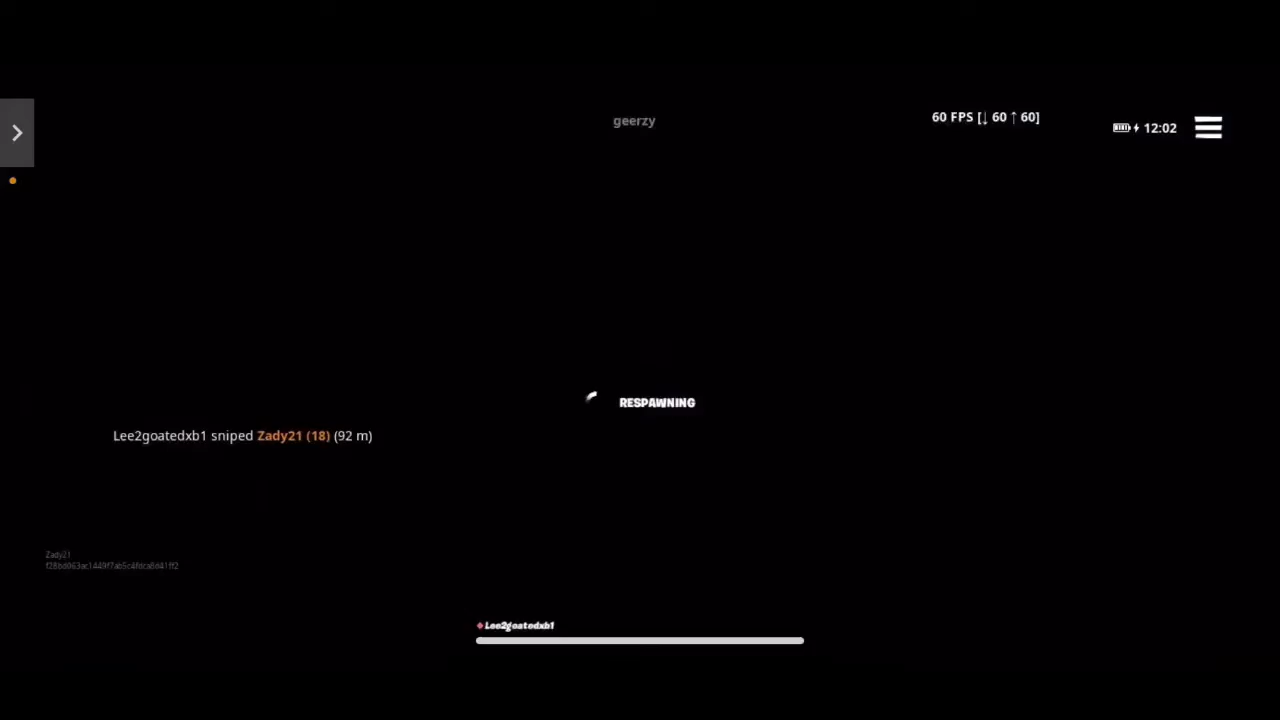 geerzy
60 FPS [↓ 60 ↑ 60]
12:02
RESPAWNING
Lee2goatedxb1 sniped Zady21 (18) (92 m)
Zady21
Lee2goatedxb1